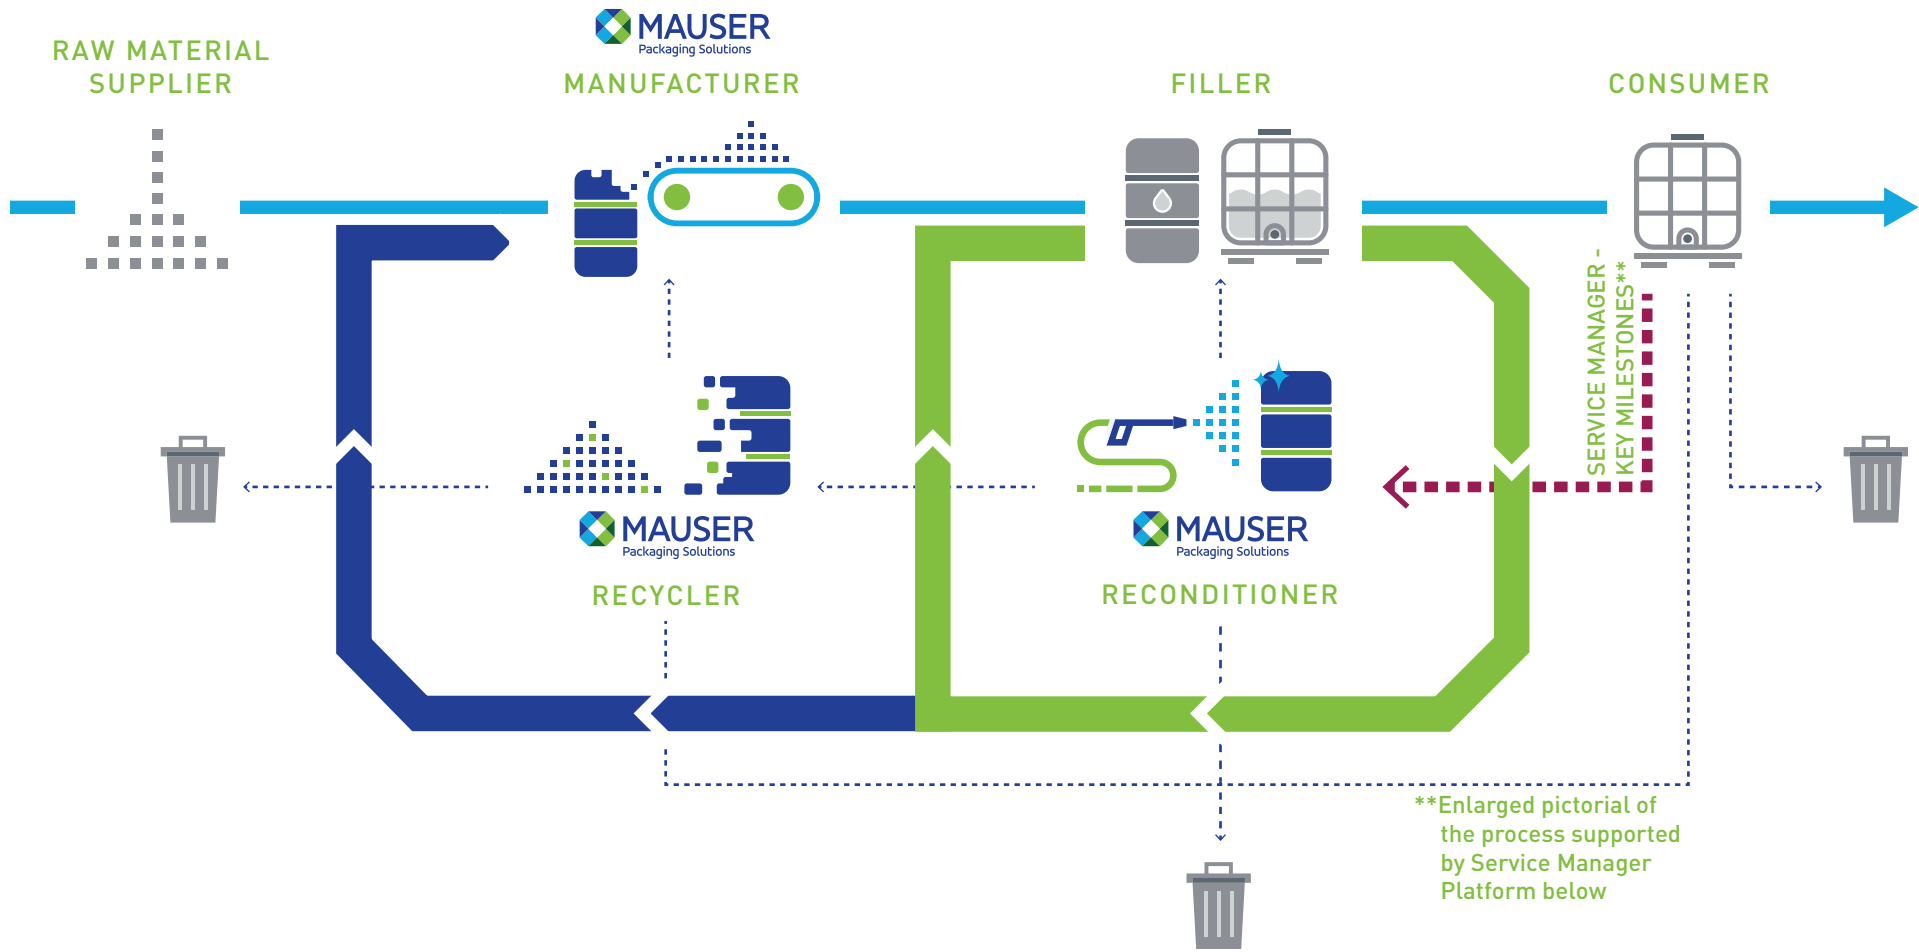 MAUSER
Packaging Solutions
RAW MATERIAL
SUPPLIER
MANUFACTURER
FILLER
CONSUMER
SERVICE MANAGER -
KEY MILESTONES**
MAUSER
Packaging Solutions
RECYCLER
MAUSER
Packaging Solutions
RECONDITIONER
**Enlarged pictorial of
the process supported
by Service Manager
Platform below